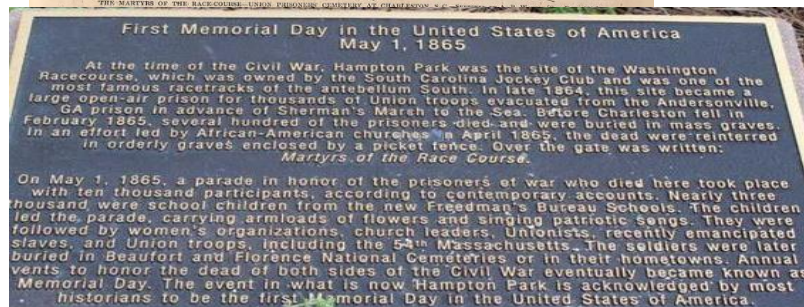 THE MARTYRS OF THE RACE-COURSE—UNION PRISONERS' CEMETERY AT CHARLESTON, S.C.
First Memorial Day in the United States of America
May 1, 1865
At the time of the Civil War, Hampton Park was the site of the Washington
Racecourse, which was owned by the South Carolina Jockey Club and was one of the
most famous racetracks of the antebellum South. In late 1864, this site became a
large open-air prison for thousands of Union troops evacuated from the Andersonville,
GA prison in advance of Sherman's March to the Sea. Before Charleston fell in
February 1865, several hundred of the prisoners died and were buried in mass graves.
In an effort led by African-American churches in April 1865, the dead were reinterred
in orderly graves enclosed by a picket fence. Over the gate was written:
Martyrs of the Race Course.
On May 1, 1865, a parade in honor of the prisoners of war who died here took place
with ten thousand participants, according to contemporary accounts. Nearly three
thousand were school children from the new Freedman's Bureau Schools. The children
led the parade, carrying armloads of flowers and singing patriotic songs. They were
followed by women's organizations, church leaders, Unionists, recently emancipated
slaves, and Union troops, including the 54th Massachusetts. The soldiers were later
buried in Beaufort and Florence National Cemeteries or in their hometowns. Annual
vents to honor the dead of both sides of the Civil War eventually became known as
Memorial Day. The event in what is now Hampton Park is acknowledged by most
historians to be the first Memorial Day in the United States of America.